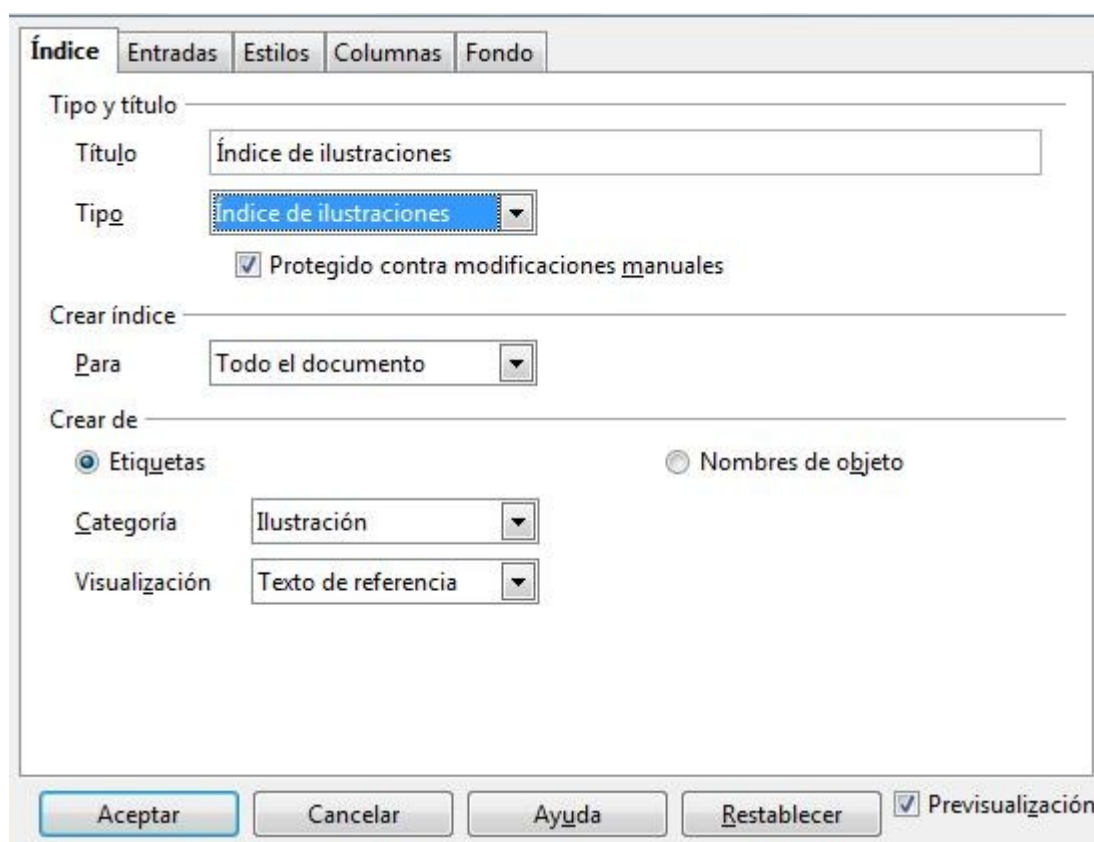 Índice Entradas Estilos Columnas Fondo
Tipo y título
Título Índice de ilustraciones
Tipo Índice de ilustraciones
Protegido contra modificaciones manuales
Crear índice
Para Todo el documento
Crear de
Etiquetas Nombres de objeto
Categoría Ilustración
Visualización Texto de referencia
Aceptar Cancelar Ayuda Restablecer Previsualización